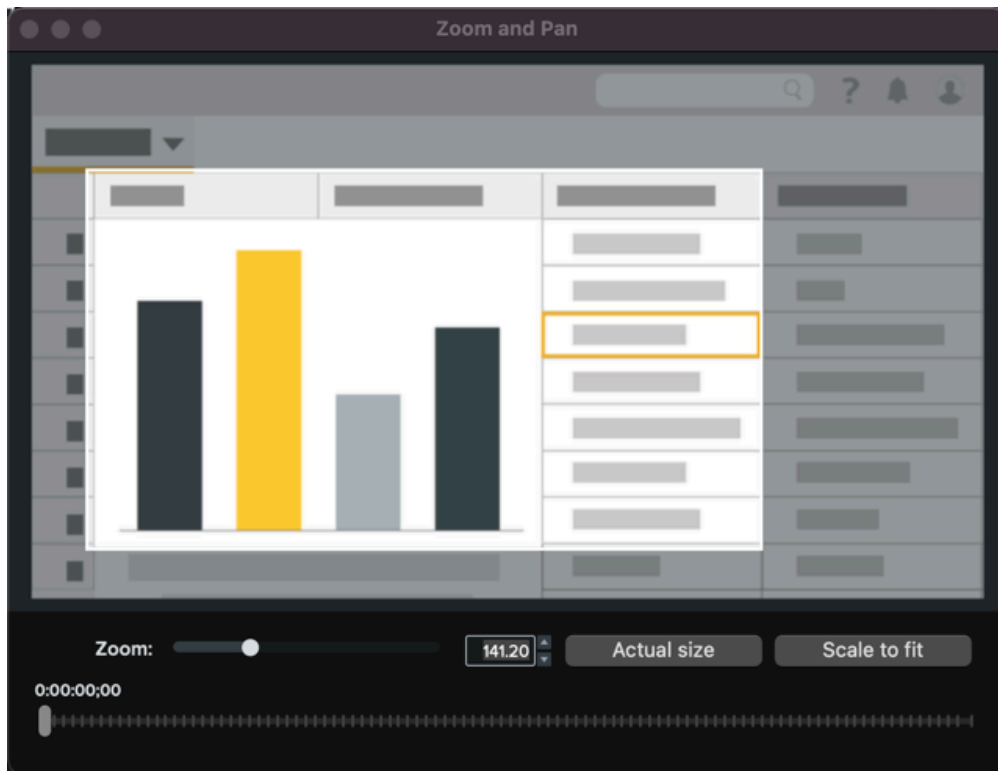 Zoom and Pan
?
Zoom:
141.20
Actual size
Scale to fit
0:00:00;00